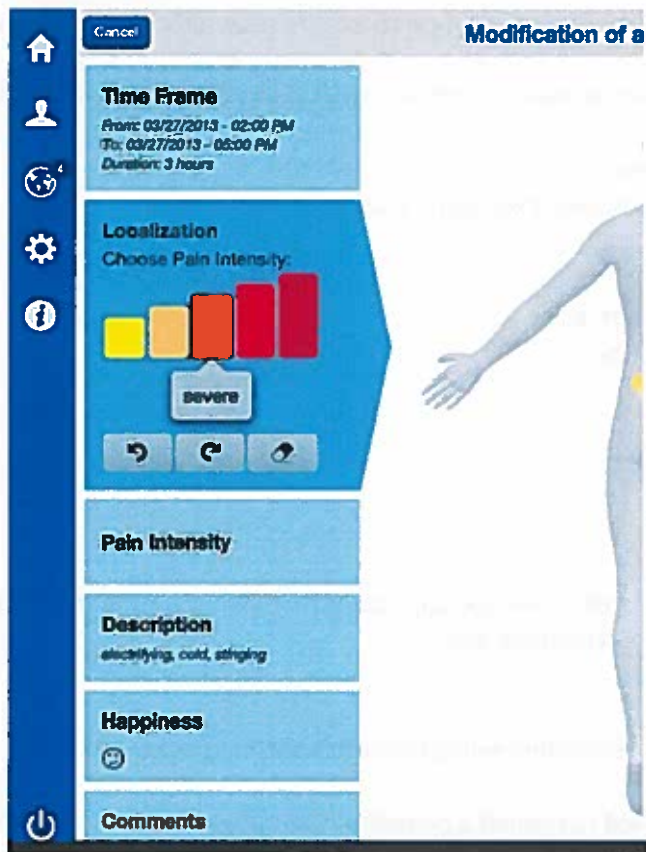 Cancel
Modification of a
Time Frame
From: 03/27/2013 - 02:00 PM
To: 03/27/2013 - 05:00 PM
Duration: 3 hours
4
Localization
Choose Pain Intensity:
severe
Pain Intensity
Description
electrifying, cold, stinging
Happiness
Comments